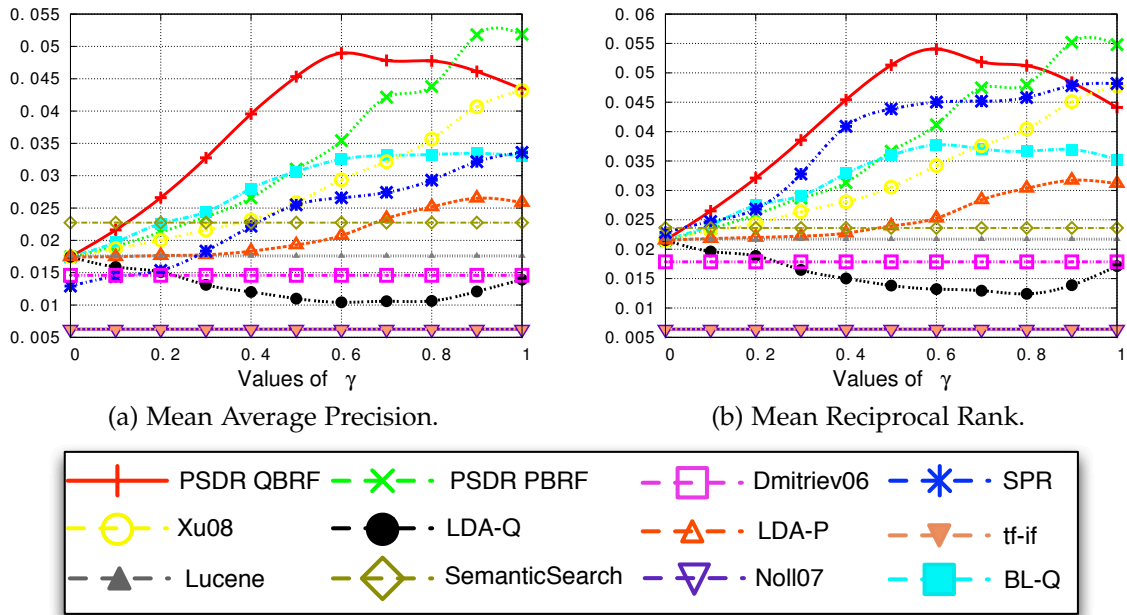 0. 055
0. 05
0. 045
0. 04
0. 035
0. 03
0. 025
0. 02
0. 015
0. 01
0. 005
0 0. 2 0. 4 0. 6 0. 8 1
Values of γ
(a) Mean Average Precision.
0. 06
0. 055
0. 05
0. 045
0. 04
0. 035
0. 03
0. 025
0. 02
0. 015
0. 01
0. 005
0 0. 2 0. 4 0. 6 0. 8 1
Values of γ
(b) Mean Reciprocal Rank.
PSDR QBRF PSDR PBRF Dmitriev06 SPR
Xu08 LDA-Q LDA-P tf-if
Lucene SemanticSearch Noll07 BL-Q